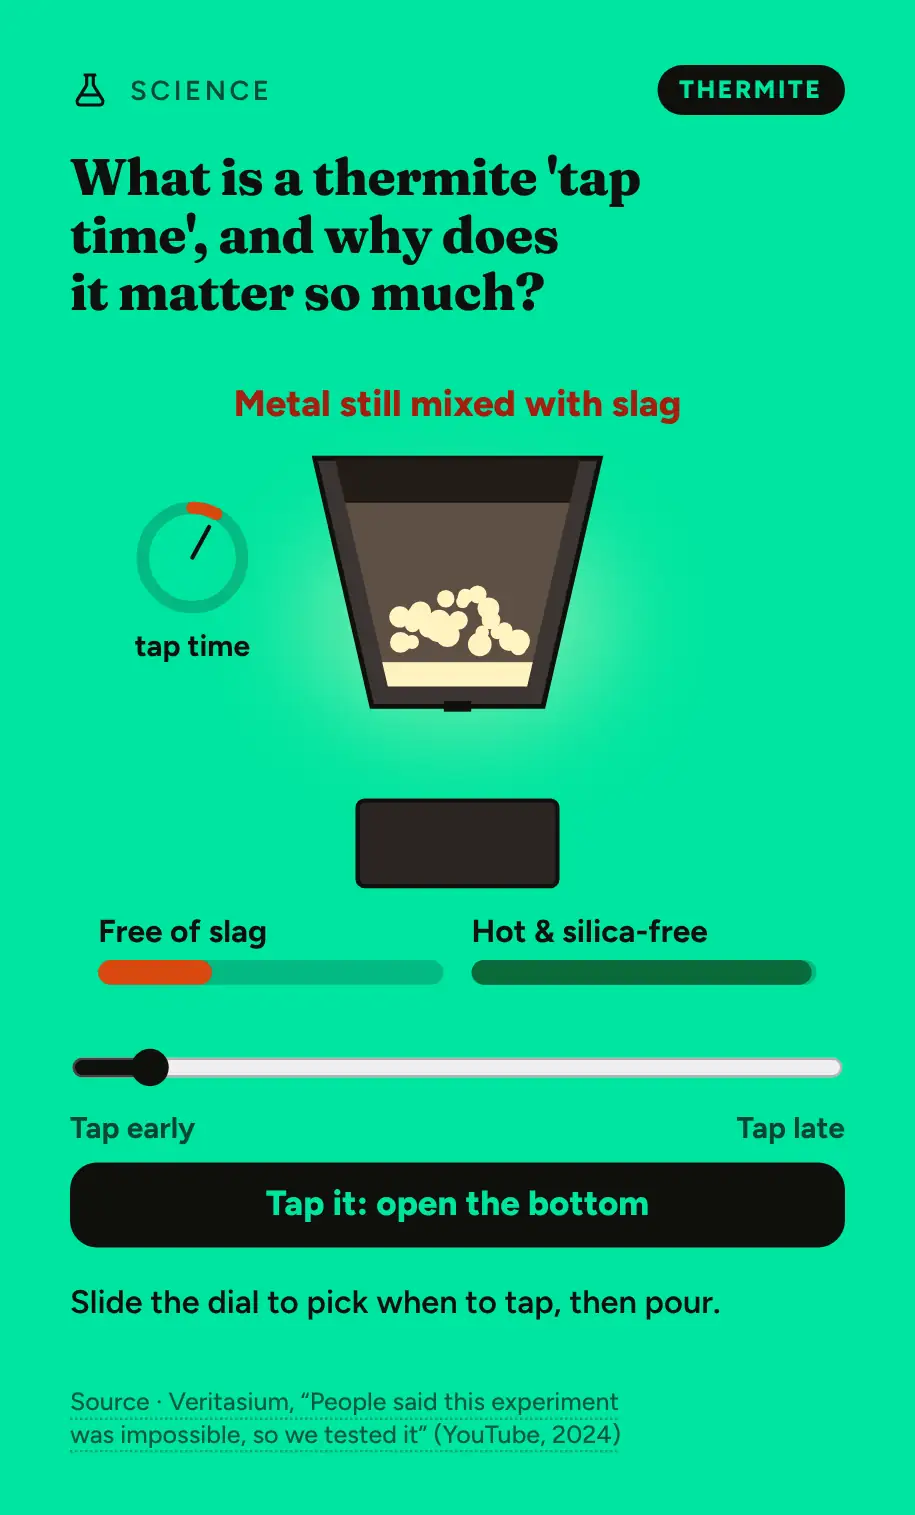 SCIENCE
THERMITE
What is a thermite 'tap
time', and why does
it matter so much?
Metal still mixed with slag
tap time
Free of slag
Hot & silica-free
Tap early
Tap late
Tap it: open the bottom
Slide the dial to pick when to tap, then pour.
Source · Veritasium, “People said this experiment
was impossible, so we tested it” (YouTube, 2024)